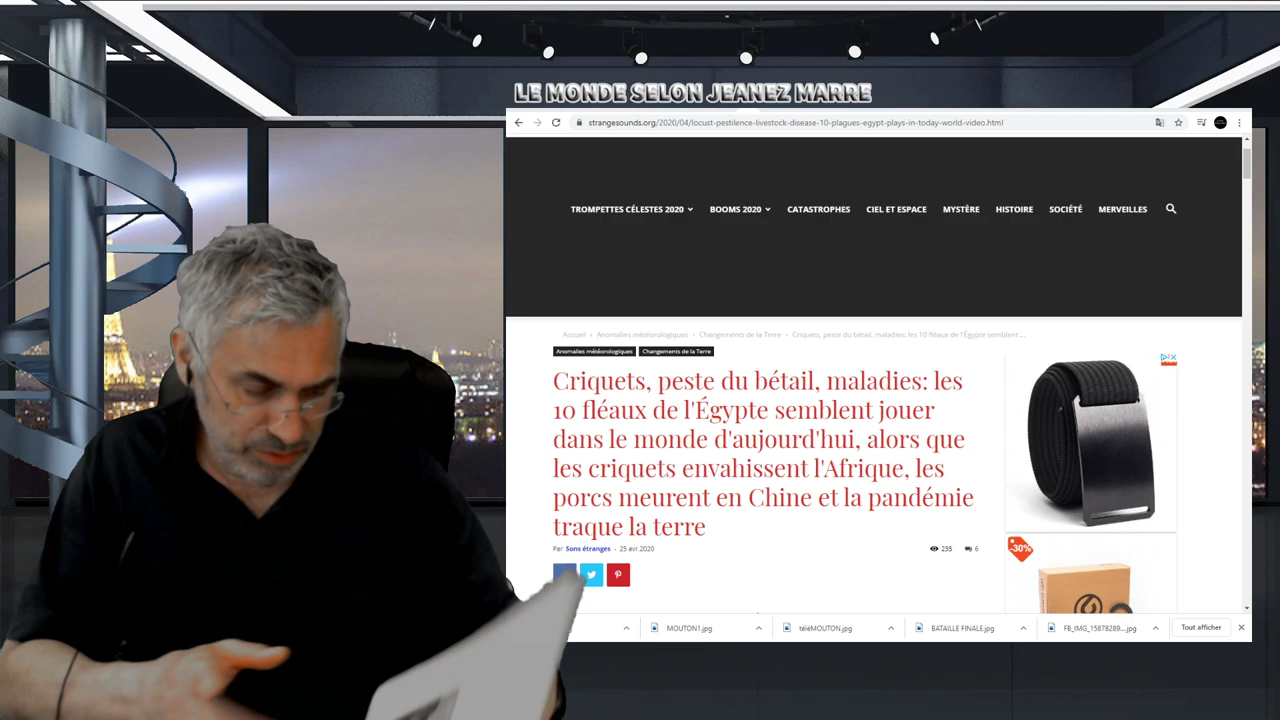 LE MONDE SELON JEANEZ MARRE
strangesounds.org/2020/04/locust-pestilence-livestock-disease-10-plagues-egypt-plays-in-today-world-video.html
TROMPETTES CÉLESTES 2020 BOOMS 2020 CATASTROPHES CIEL ET ESPACE MYSTÈRE HISTOIRE SOCIÉTÉ MERVEILLES
Accueil › Anomalies météorologiques › Changements de la Terre › Criquets, peste du bétail, maladies: les 10 fléaux de l'Égypte semblent ...
Anomalies météorologiques Changements de la Terre
Criquets, peste du bétail, maladies: les
10 fléaux de l'Égypte semblent jouer
dans le monde d'aujourd'hui, alors que
les criquets envahissent l'Afrique, les
porcs meurent en Chine et la pandémie
traque la terre
Par Sons étranges - 25 avr.2020 235 6
-30%
MOUTON1.jpg téléMOUTON.jpg BATAILLE FINALE.jpg FB_IMG_15878289....jpg Tout afficher